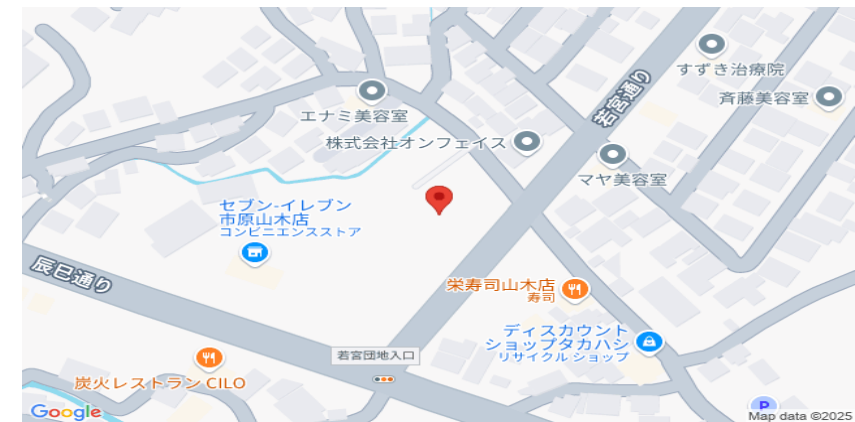 すずき治療院
エナミ美容室
若宮通り
斉藤美容室
株式会社オンフェイス
マヤ美容室
セブン-イレブン
市原山木店
コンビニエンスストア
辰巳通り
栄寿司山木店
寿司
ディスカウント
ショップタカハシ
リサイクル ショップ
若宮団地入口
炭火レストラン CILO
P
Google
Map data ©2025